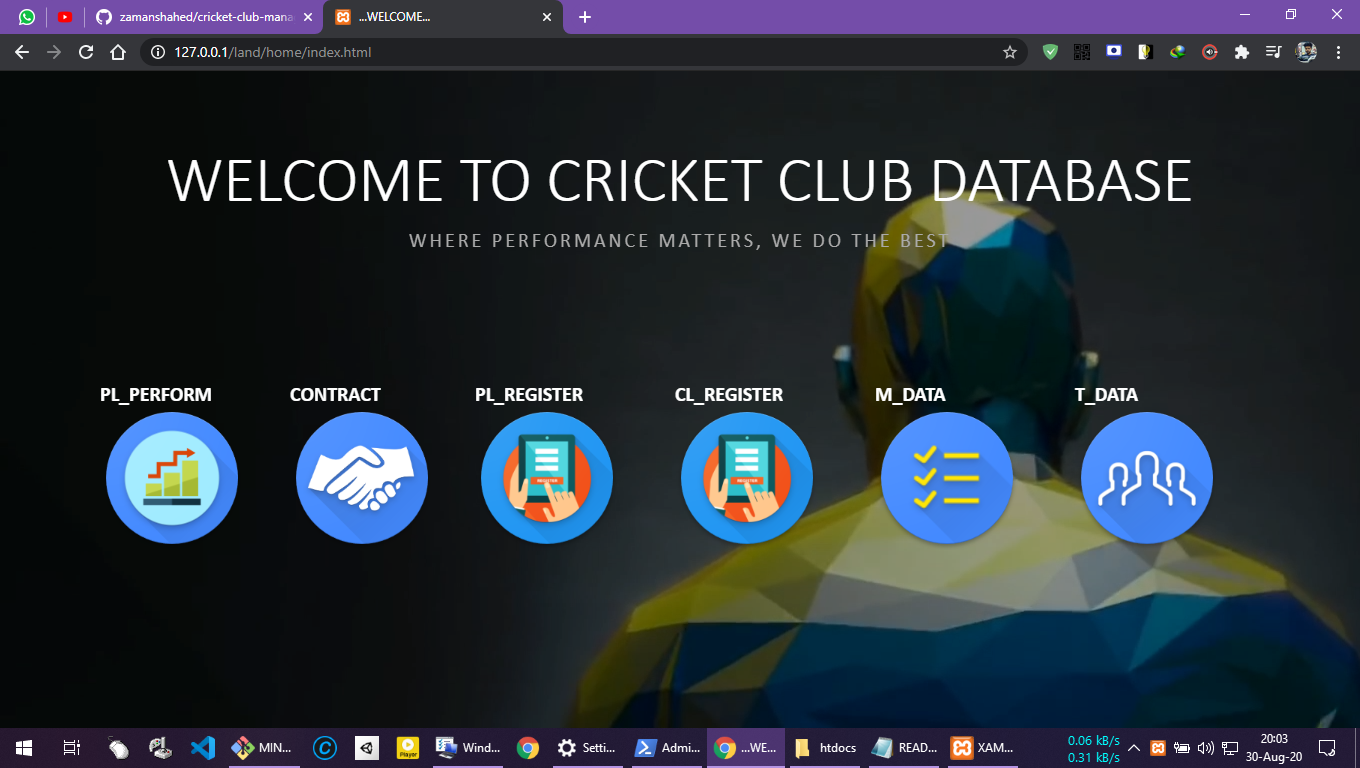 zamanshahed/cricket-club-mana
...WELCOME...
127.0.0.1/land/home/index.html
WELCOME TO CRICKET CLUB DATABASE
WHERE PERFORMANCE MATTERS, WE DO THE BEST
PL_PERFORM CONTRACT PL_REGISTER CL_REGISTER M_DATA T_DATA
REGISTER REGISTER
MIN... C Player Wind... Setti... Admi... ...WE... htdocs READ... XAM...
0.06 kB/s
0.31 kB/s
20:03
30-Aug-20